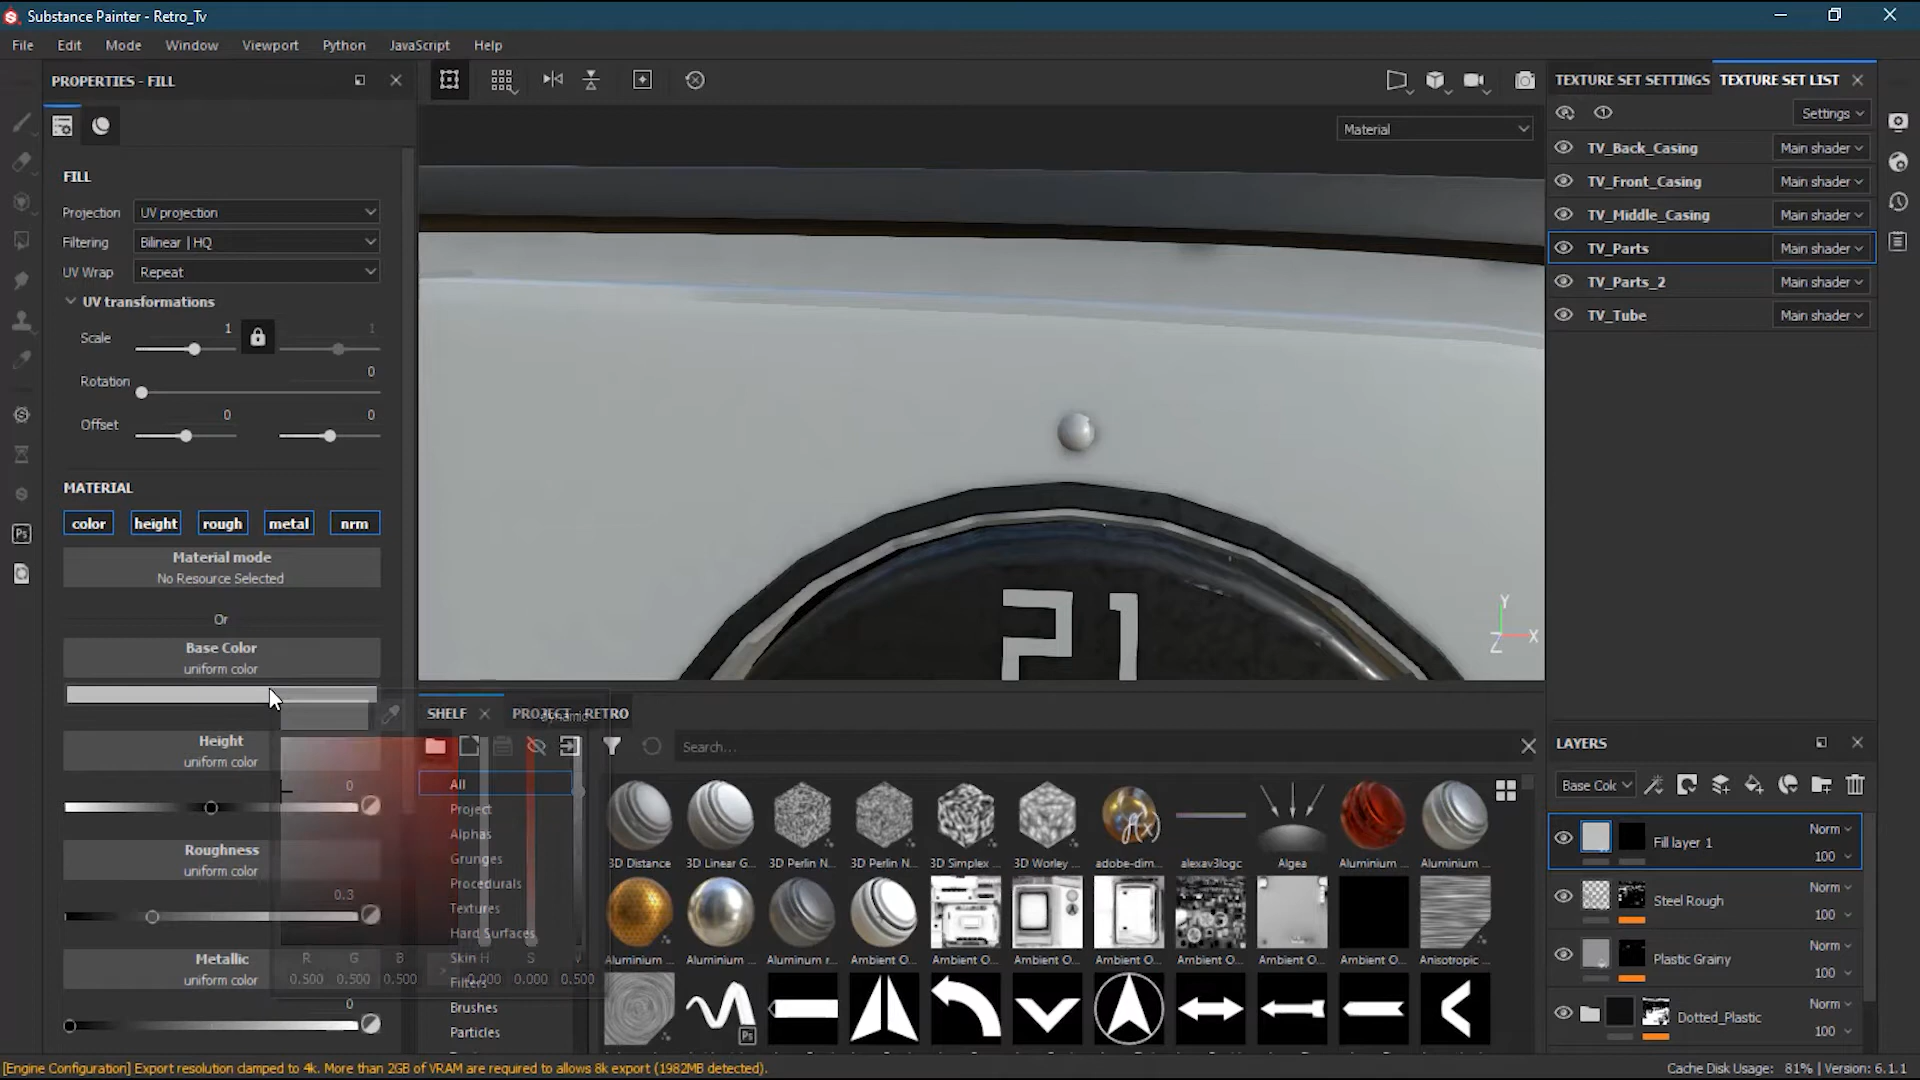 Substance Painter - Retro_Tv
File Edit Mode Window Viewport Python JavaScript Help
PROPERTIES - FILL
FILL
Projection UV projection
Filtering Bilinear | HQ
UV Wrap Repeat
UV transformations
Scale 1 1
Rotation 0
Offset 0 0
MATERIAL
color height rough metal nrm
Material mode
No Resource Selected
Or
Base Color
uniform color
Height
uniform color
0
Roughness
uniform color
0.3
Metallic
uniform color
0
dynamic
R G B H S V
0.500 0.500 0.500 0.000 0.000 0.500
Material
21
Y
Z X
SHELF PROJECT - RETRO
Search...
All
Project
Alphas
Grunges
Procedurals
Textures
Hard Surfaces
Skin
Filters
Brushes
Particles
3D Distance 3D Linear G... 3D Perlin N... 3D Perlin N... 3D Simplex ... 3D Worley ... adobe-dim... alexav3logc Algea Aluminium ... Aluminium ...
Aluminium ... Aluminium ... Aluminum r... Ambient O... Ambient O... Ambient O... Ambient O... Ambient O... Ambient O... Ambient O... Anisotropic ...
Ps
TEXTURE SET SETTINGS TEXTURE SET LIST
Settings
TV_Back_Casing Main shader
TV_Front_Casing Main shader
TV_Middle_Casing Main shader
TV_Parts Main shader
TV_Parts_2 Main shader
TV_Tube Main shader
LAYERS
Base Col
Fill layer 1 Norm 100
Steel Rough Norm 100
Plastic Grainy Norm 100
Dotted_Plastic Norm 100
[Engine Configuration] Export resolution clamped to 4k. More than 2GB of VRAM are required to allows 8k export (1982MB detected).
Cache Disk Usage: 81% | Version: 6.1.1